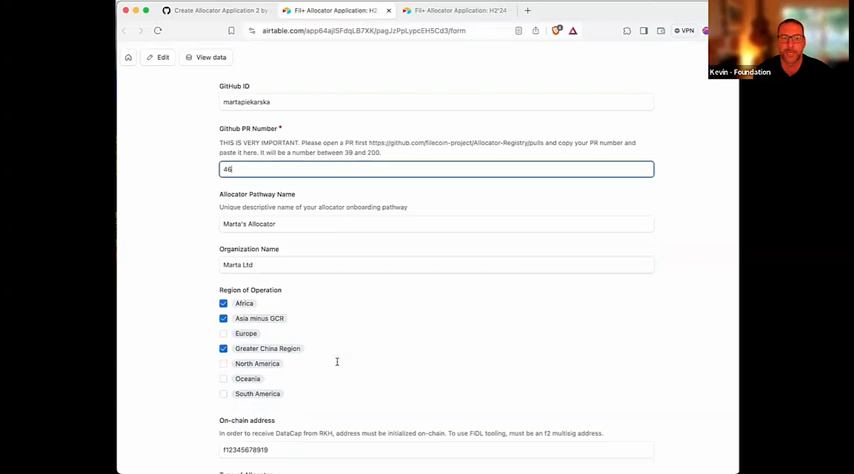 Create Allocator Application 2 by
Fil+ Allocator Application: H2'
Fil+ Allocator Application: H2'24
airtable.com/app64ajlSFdqLB7XK/pagJzPpLypcEH5Cd3/form
VPN
Edit
View data
Kevin - Foundation
GitHub ID
martapiekarska
Github PR Number *
THIS IS VERY IMPORTANT. Please open a PR first https://github.com/filecoin-project/Allocator-Registry/pulls and copy your PR number and
paste it here. It will be a number between 39 and 200.
46
Allocator Pathway Name
Unique descriptive name of your allocator onboarding pathway
Marta's Allocator
Organization Name
Marta Ltd
Region of Operation
Africa
Asia minus GCR
Europe
Greater China Region
North America
Oceania
South America
On-chain address
In order to receive DataCap from RKH, address must be initialized on-chain. To use FIDL tooling, must be an f2 multisig address.
f12345678919